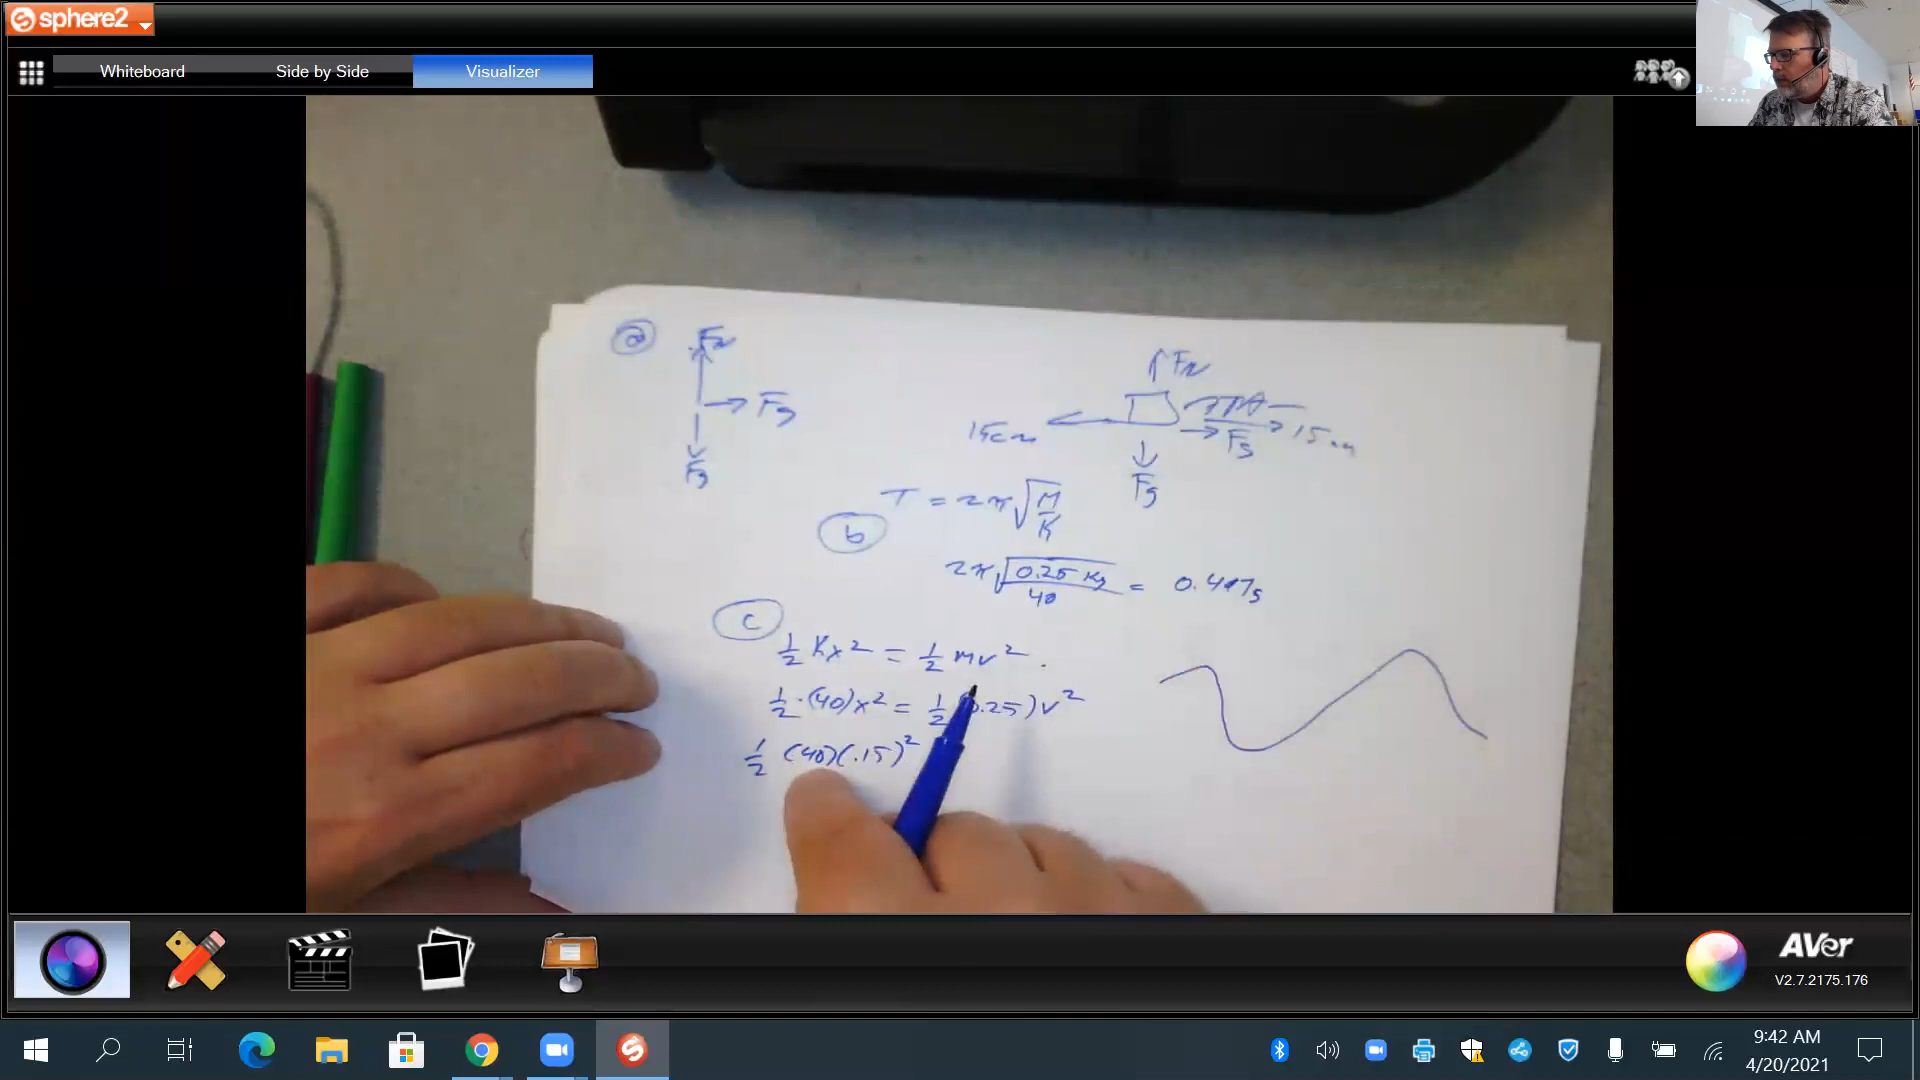 sphere2
Whiteboard
Side by Side
Visualizer
a
FN
Fs
Fg
FN
15cm
Fs
15cm
Fg
b
T = 2π√M/K
2π√0.25 Kg/40 = 0.497s
c
1/2 Kx² = 1/2 mv²
1/2 · (40)x² = 1/2 (0.25)v²
1/2 (40)(.15)²
AVer
V2.7.2175.176
9:42 AM
4/20/2021